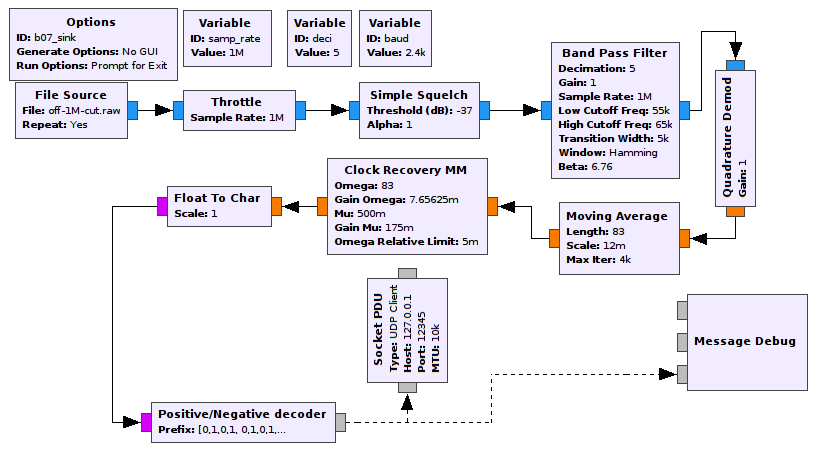 Options
ID: b07_sink
Generate Options: No GUI
Run Options: Prompt for Exit
Variable
ID: samp_rate
Value: 1M
Variable
ID: deci
Value: 5
Variable
ID: baud
Value: 2.4k
File Source
File: off-1M-cut.raw
Repeat: Yes
Throttle
Sample Rate: 1M
Simple Squelch
Threshold (dB): -37
Alpha: 1
Band Pass Filter
Decimation: 5
Gain: 1
Sample Rate: 1M
Low Cutoff Freq: 55k
High Cutoff Freq: 65k
Transition Width: 5k
Window: Hamming
Beta: 6.76
Quadrature Demod
Gain: 1
Moving Average
Length: 83
Scale: 12m
Max Iter: 4k
Clock Recovery MM
Omega: 83
Gain Omega: 7.65625m
Mu: 500m
Gain Mu: 175m
Omega Relative Limit: 5m
Float To Char
Scale: 1
Positive/Negative decoder
Prefix: [0,1,0,1, 0,1,0,1,...
Socket PDU
Type: UDP Client
Host: 127.0.0.1
Port: 12345
MTU: 10k
Message Debug